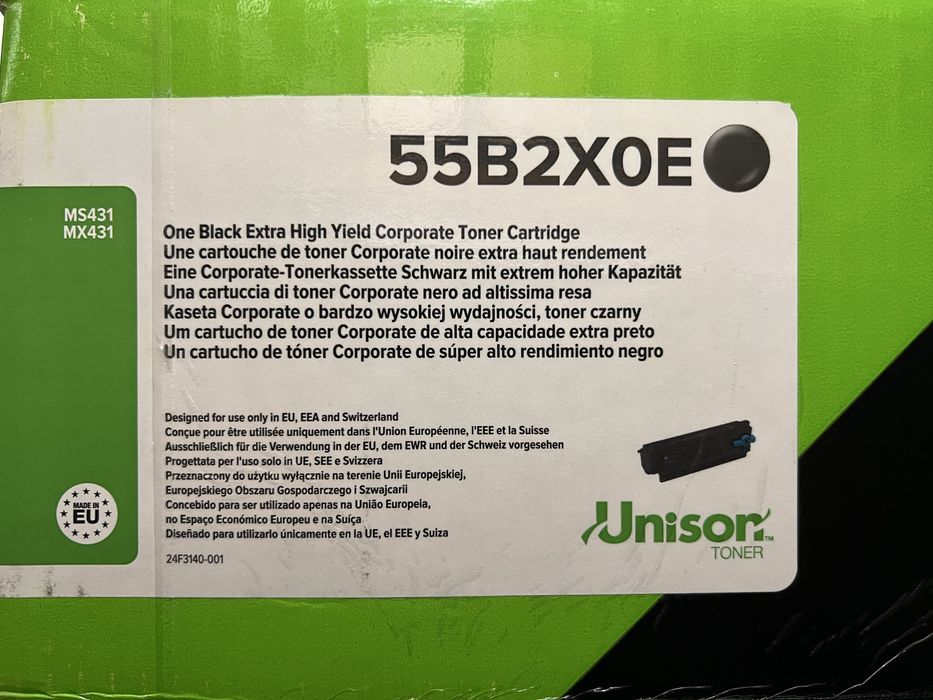 55B2X0E
MS431
MX431
One Black Extra High Yield Corporate Toner Cartridge
Une cartouche de toner Corporate noire extra haut rendement
Eine Corporate-Tonerkassette Schwarz mit extrem hoher Kapazität
Una cartuccia di toner Corporate nero ad altissima resa
Kaseta Corporate o bardzo wysokiej wydajności, toner czarny
Um cartucho de toner Corporate de alta capacidade extra preto
Un cartucho de tóner Corporate de súper alto rendimiento negro
Designed for use only in EU, EEA and Switzerland
Conçue pour être utilisée uniquement dans l'Union Européenne, l'EEE et la Suisse
Ausschließlich für die Verwendung in der EU, dem EWR und der Schweiz vorgesehen
Progettata per l'uso solo in UE, SEE e Svizzera
Przeznaczony do użytku wyłącznie na terenie Unii Europejskiej,
Europejskiego Obszaru Gospodarczego i Szwajcarii
Concebido para ser utilizado apenas na União Europeia,
no Espaço Económico Europeu e na Suíça
Diseñado para utilizarlo únicamente en la UE, el EEE y Suiza
24F3140-001
MADE IN
EU
Unison™
TONER